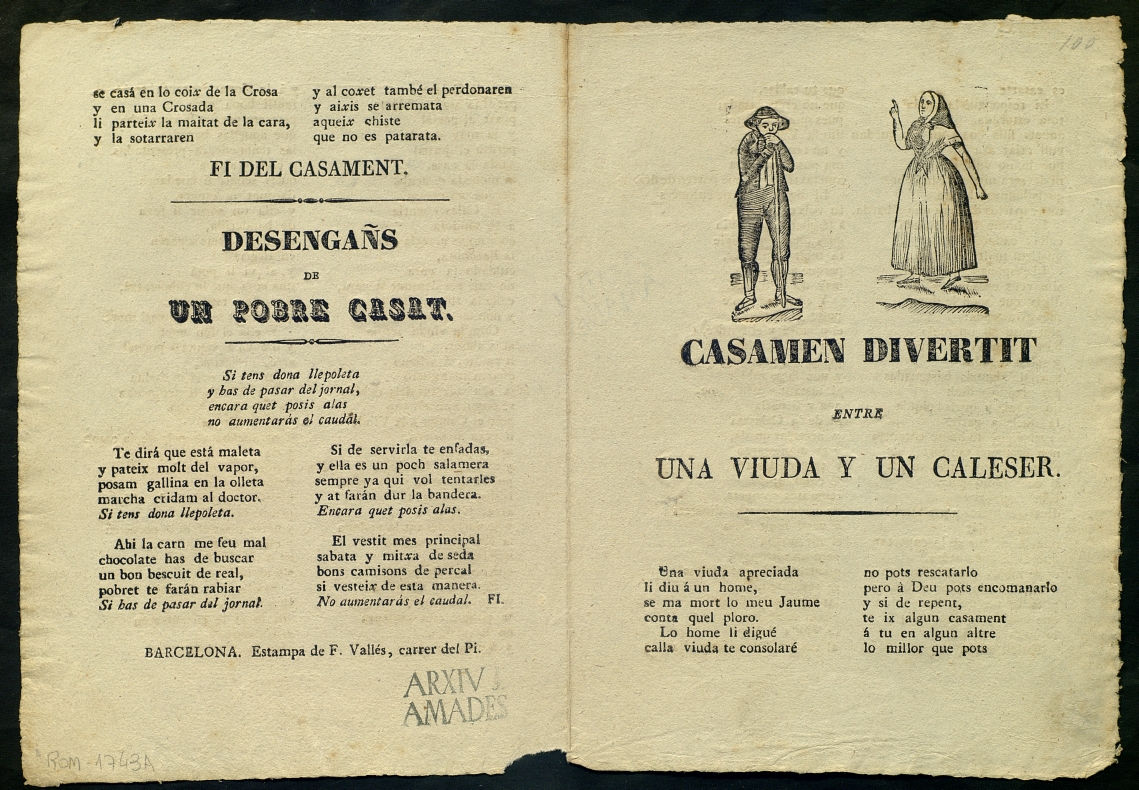 se casá en lo coix de la Crosa
y en una Crosada
li parteix la maitat de la cara,
y la sotarraren
y al coxet també el perdonaren
y aixis se arremata
aqueix chiste
que no es patarata.
FI DEL CASAMENT.
DESENGAÑS
DE
UN POBRE CASAT.
Si tens dona llepoleta
y has de pasar del jornal,
encara quet posis alas
no aumentarás el caudal.
Te dirá que está maleta
y pateix molt del vapor,
posam gallina en la olleta
marcha cridam al doctor.
Si tens dona llepoleta.
Ahi la carn me feu mal
chocolate has de buscar
un bon bescuit de real,
pobret te farán rabiar
Si has de pasar del jornal.
Si de servirla te enfadas,
y ella es un poch salamera
sempre ya qui vol tentarles
y at farán dur la bandera.
Encara quet posis alas.
El vestit mes principal
sabata y mitxa de seda
bons camisons de percal
si vesteix de esta manera.
No aumentarás el caudal. FI.
BARCELONA. Estampa de F. Vallés, carrer del Pi.
ARXIV J.
AMADES
ROM-1743A
100
CASAMEN DIVERTIT
ENTRE
UNA VIUDA Y UN CALESER.
Una viuda apreciada
li diu á un home,
se ma mort lo meu Jaume
conta quel ploro.
Lo home li digué
calla viuda te consolaré
no pots rescatarlo
pero á Deu pots encomanarlo
y si de repent,
te ix algun casament
á tu en algun altre
lo millor que pots